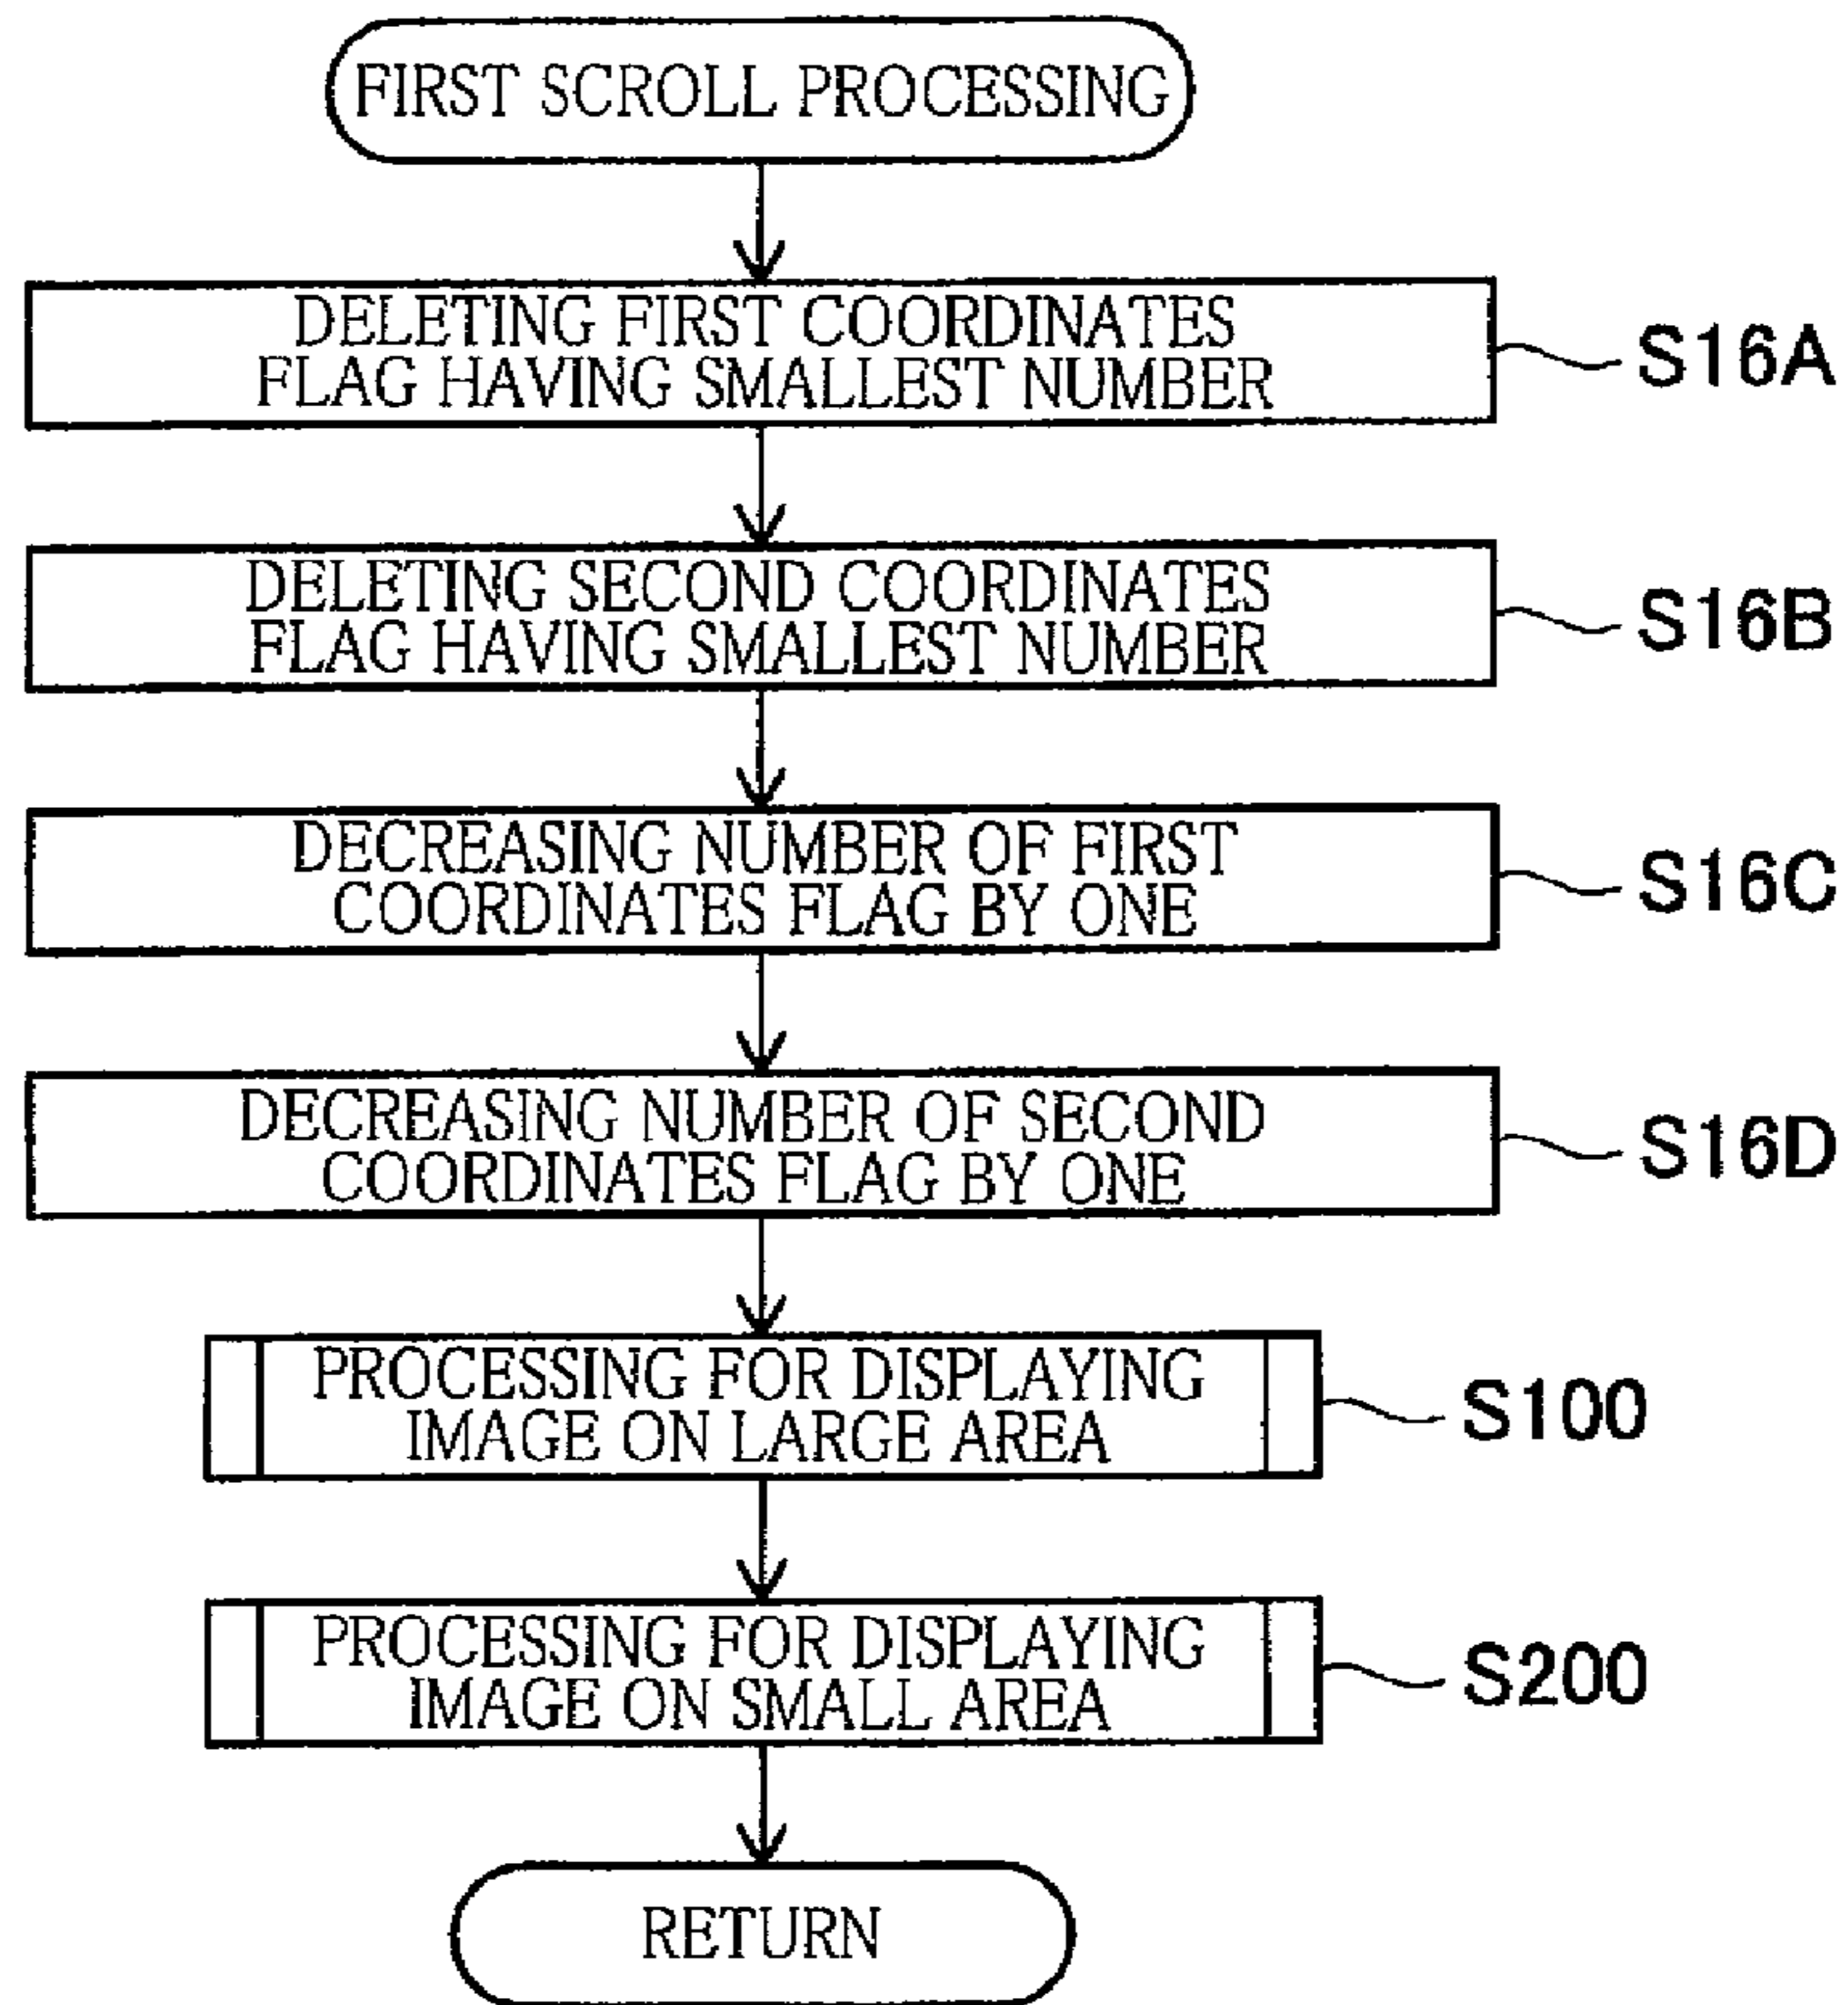 FIRST SCROLL PROCESSING
DELETING FIRST COORDINATES
FLAG HAVING SMALLEST NUMBER
S16A
DELETING SECOND COORDINATES
FLAG HAVING SMALLEST NUMBER
S16B
DECREASING NUMBER OF FIRST
COORDINATES FLAG BY ONE
S16C
DECREASING NUMBER OF SECOND
COORDINATES FLAG BY ONE
S16D
PROCESSING FOR DISPLAYING
IMAGE ON LARGE AREA
S100
PROCESSING FOR DISPLAYING
IMAGE ON SMALL AREA
S200
RETURN